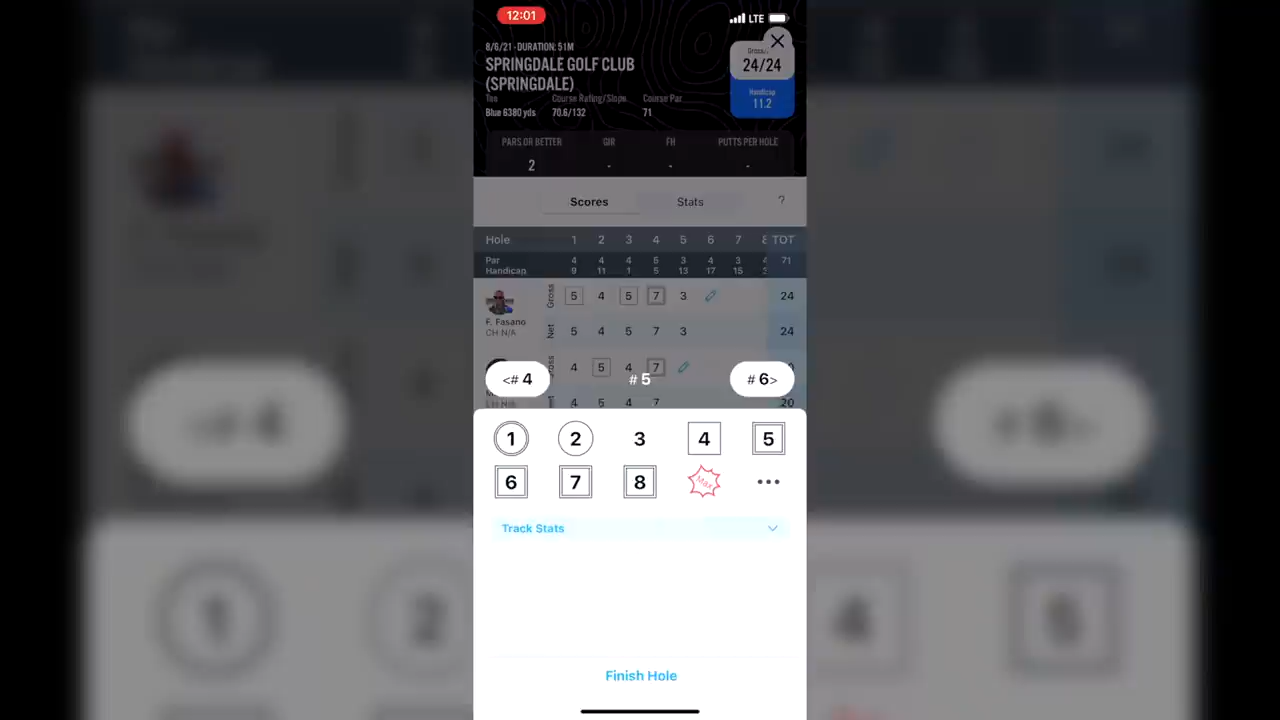 12:01
LTE
8/6/21 - DURATION: 51M
SPRINGDALE GOLF CLUB
(SPRINGDALE)
Tee Course Rating/Slope Course Par
Blue 6380 yds 70.6/132 71
24/24
Handicap
11.2
PARS OR BETTER GIR FH PUTTS PER HOLE
2 - - -
Scores Stats ?
Hole 1 2 3 4 5 6 7 8 TOT
Par 4 4 4 5 3 4 3 4 71
Handicap 9 11 1 5 13 17 15
Gross 5 4 5 7 3 24
F. Fasano
CH N/A
Net 5 4 5 7 3 24
4 5 4 7
<# 4 # 5 # 6>
4 5 4 7 20
1 2 3 4 5
6 7 8 Max •••
Track Stats
Finish Hole